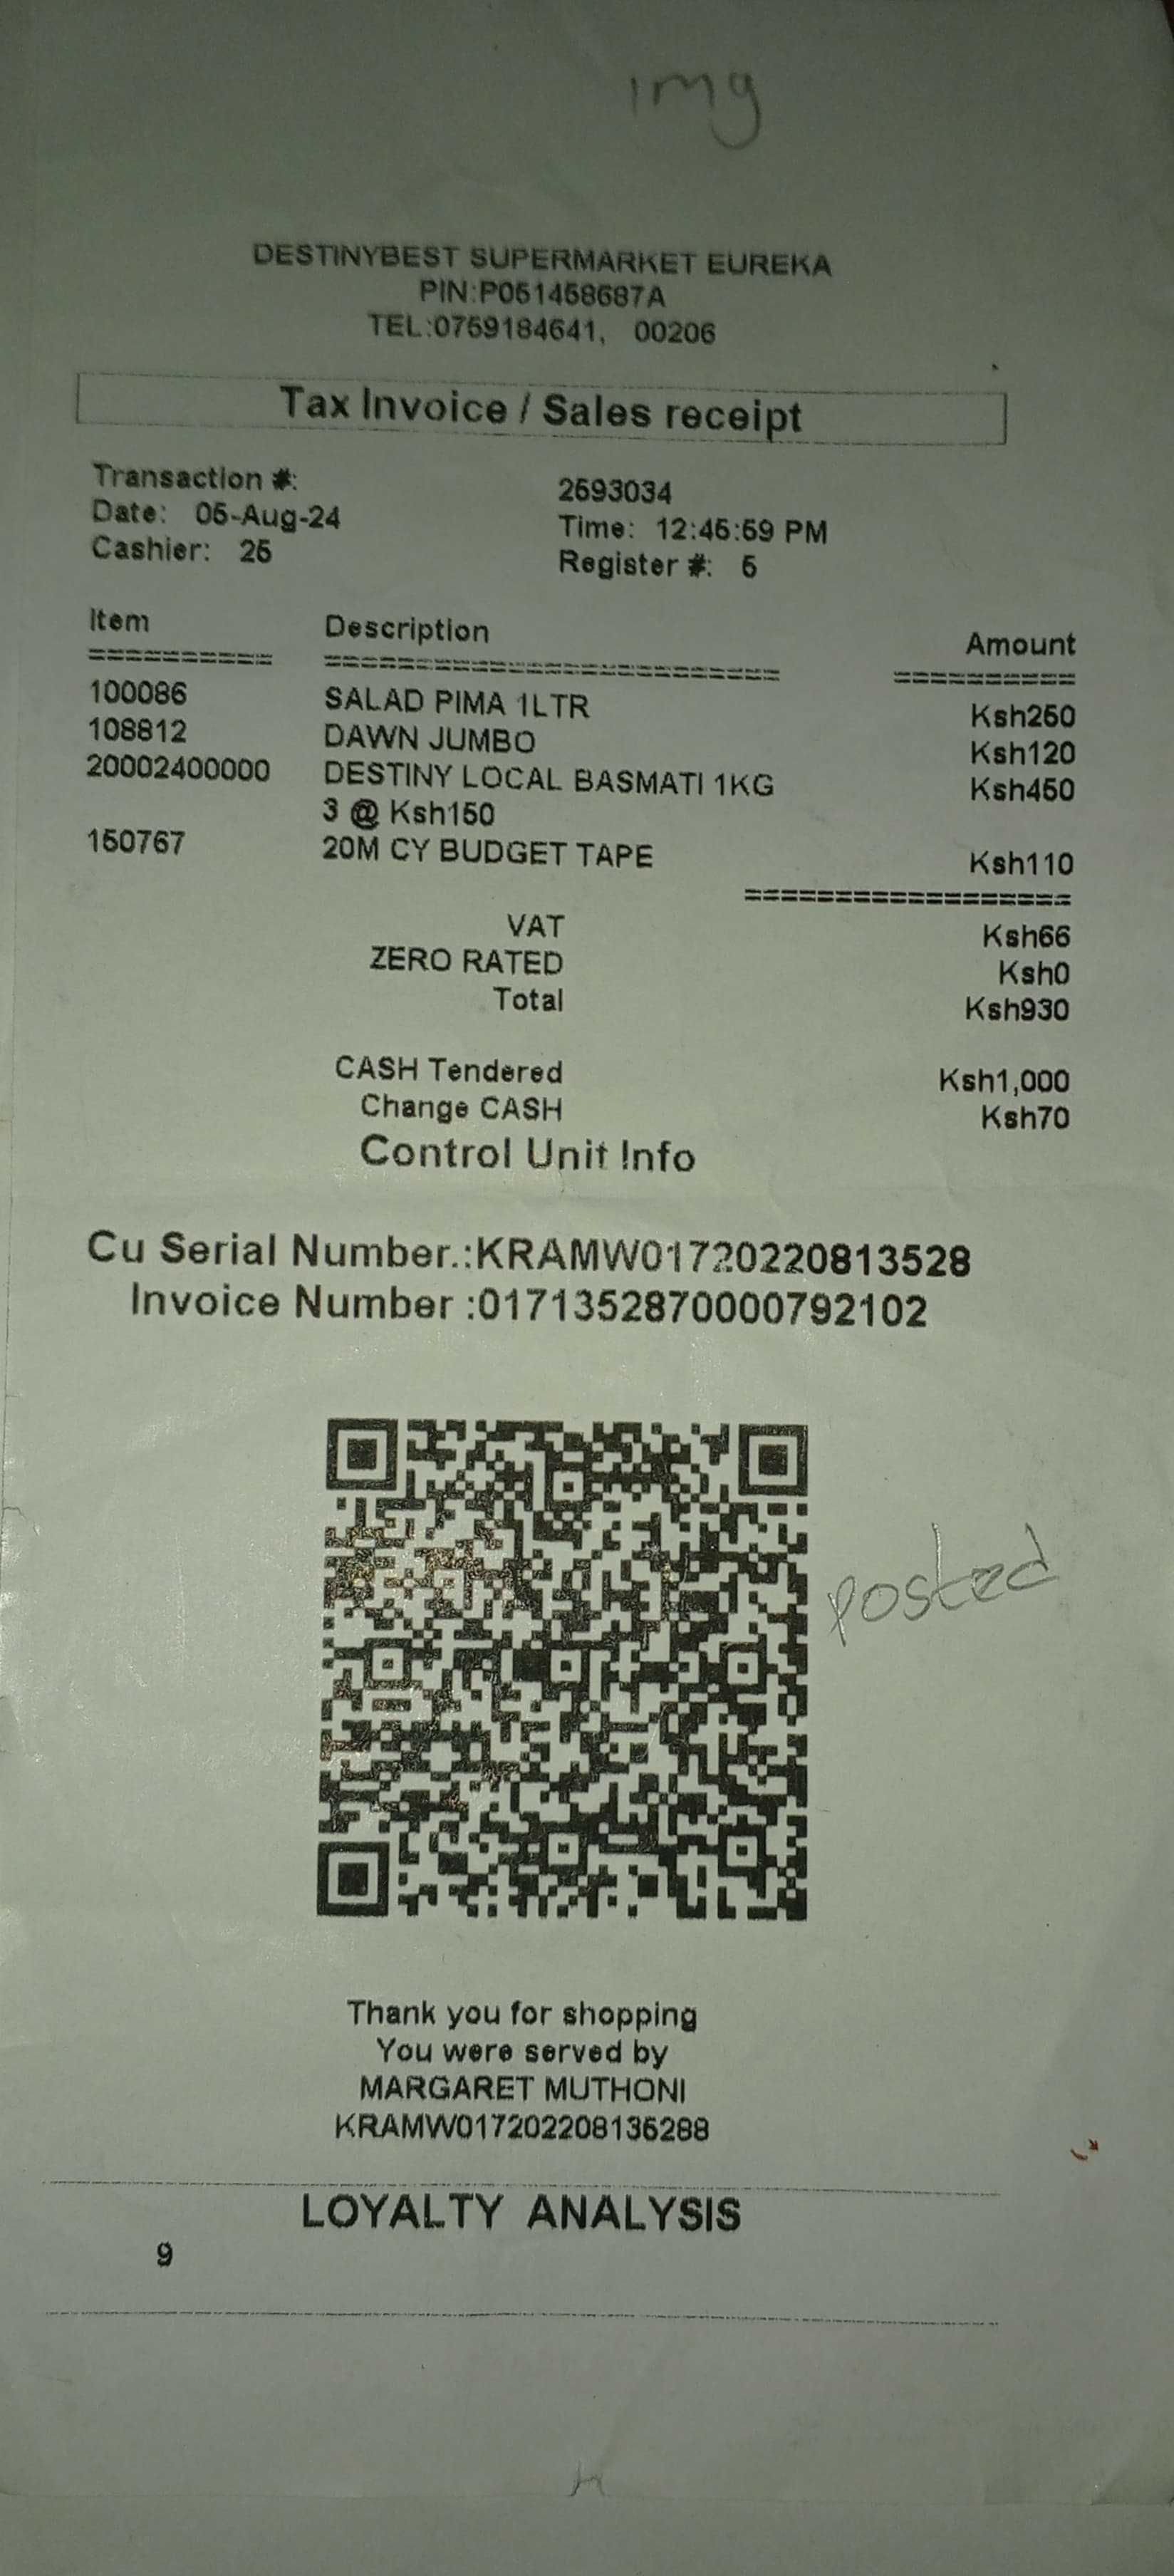 img
DESTINYBEST SUPERMARKET EUREKA
PIN:P051458687A
TEL:0759184641, 00206
Tax Invoice / Sales receipt
Transaction #: 2593034
Date: 05-Aug-24 Time: 12:45:59 PM
Cashier: 25 Register #: 5
Item Description Amount
========== ========================= ==========
100086 SALAD PIMA 1LTR Ksh250
108812 DAWN JUMBO Ksh120
20002400000 DESTINY LOCAL BASMATI 1KG Ksh450
3 @ Ksh150
150767 20M CY BUDGET TAPE Ksh110
==================
VAT Ksh66
ZERO RATED Ksh0
Total Ksh930
CASH Tendered Ksh1,000
Change CASH Ksh70
Control Unit Info
Cu Serial Number.:KRAMW01720220813528
Invoice Number :0171352870000792102
posted
Thank you for shopping
You were served by
MARGARET MUTHONI
KRAMW017202208135288
LOYALTY ANALYSIS
9